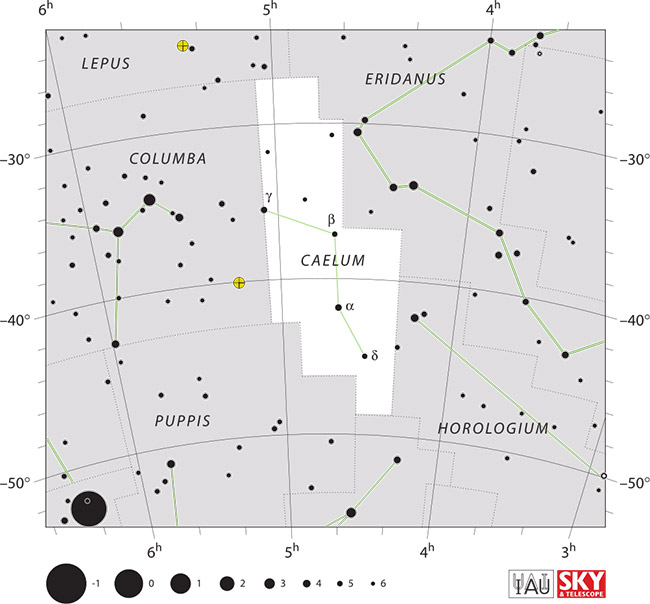 6h 5h 4h
LEPUS
ERIDANUS
–30° –30°
COLUMBA
γ
β
CAELUM
–40° –40°
α
δ
PUPPIS
HOROLOGIUM
–50° –50°
6h 5h 4h 3h
-1 0 1 2 3 4 5 6
IAU
SKY
& TELESCOPE